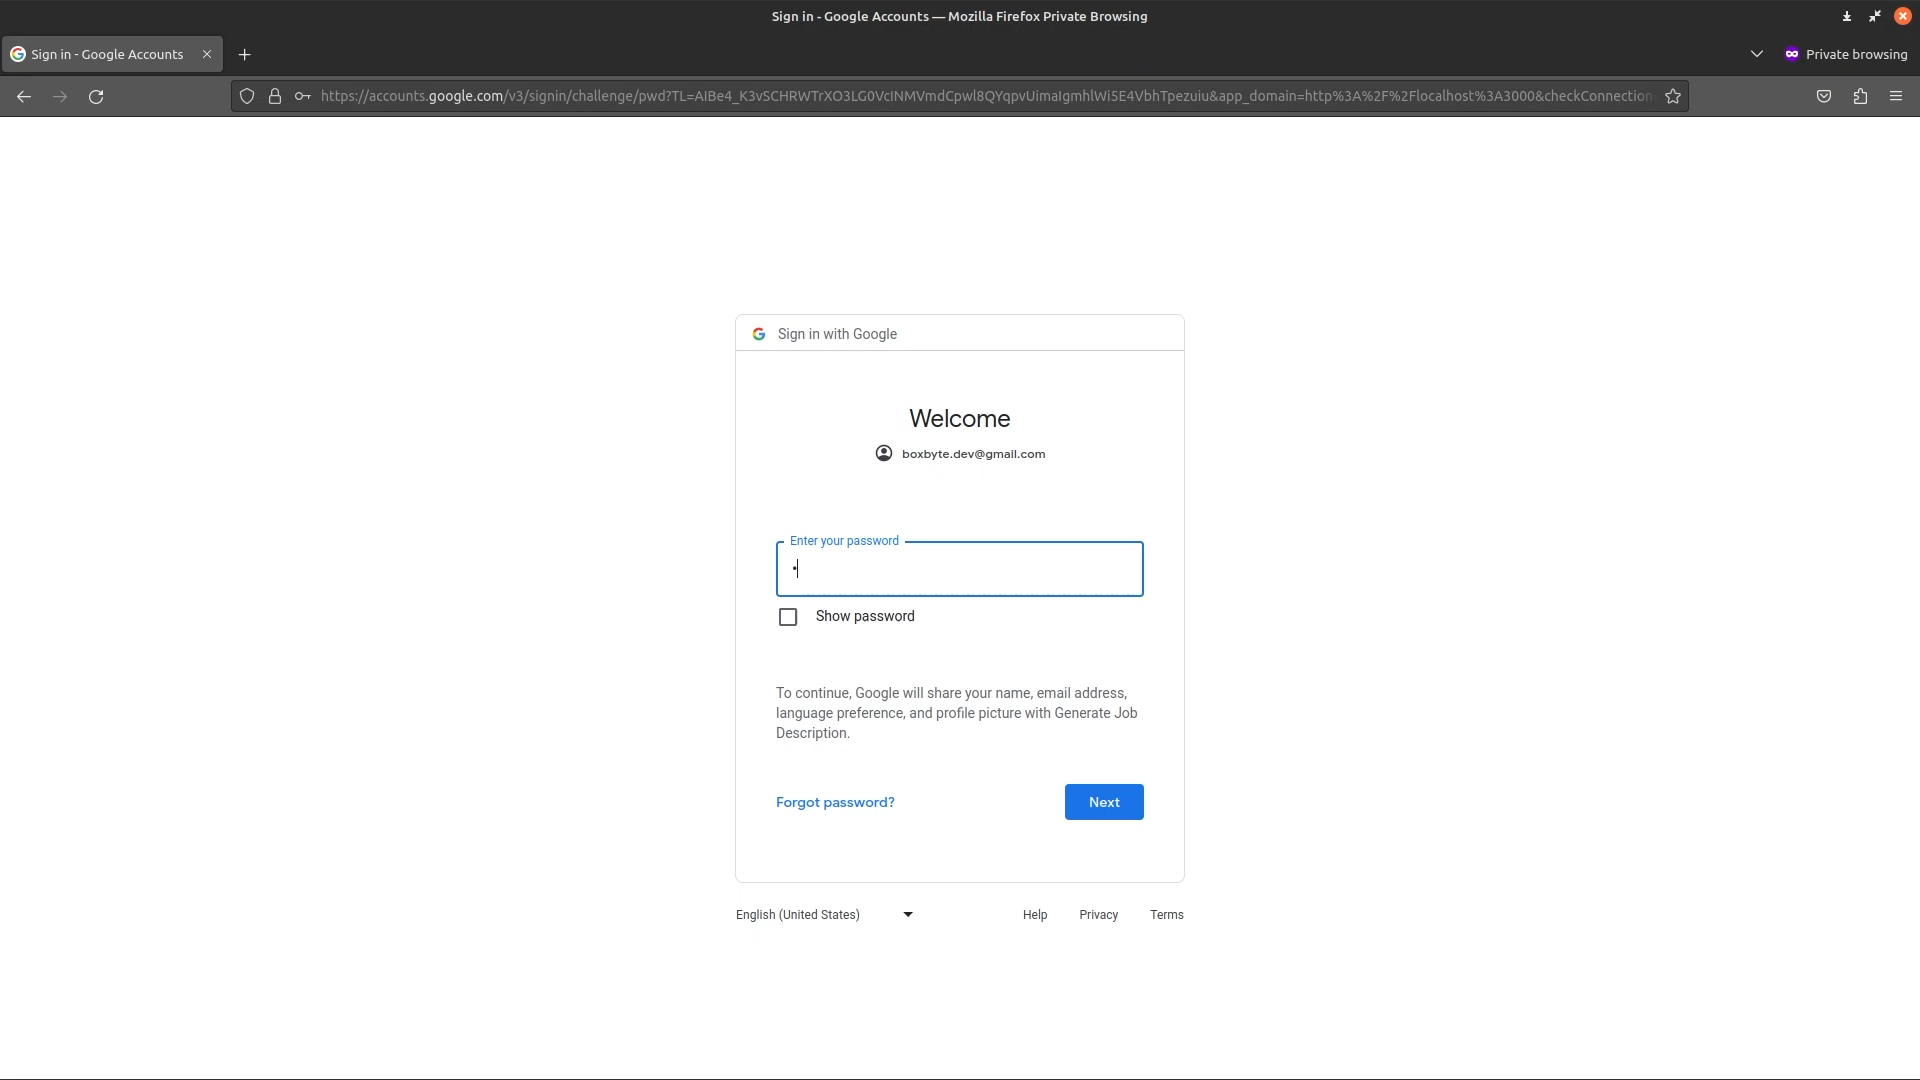 Sign in - Google Accounts — Mozilla Firefox Private Browsing
Sign in - Google Accounts
Private browsing
https://accounts.google.com/v3/signin/challenge/pwd?TL=AIBe4_K3vSCHRWTrXO3LG0VcINMVmdCpwl8QYqpvUimaIgmhlWi5E4VbhTpezuiu&app_domain=http%3A%2F%2Flocalhost%3A3000&checkConnection
Sign in with Google
Welcome
boxbyte.dev@gmail.com
Enter your password
Show password
To continue, Google will share your name, email address,
language preference, and profile picture with Generate Job
Description.
Forgot password?
Next
English (United States)
Help
Privacy
Terms